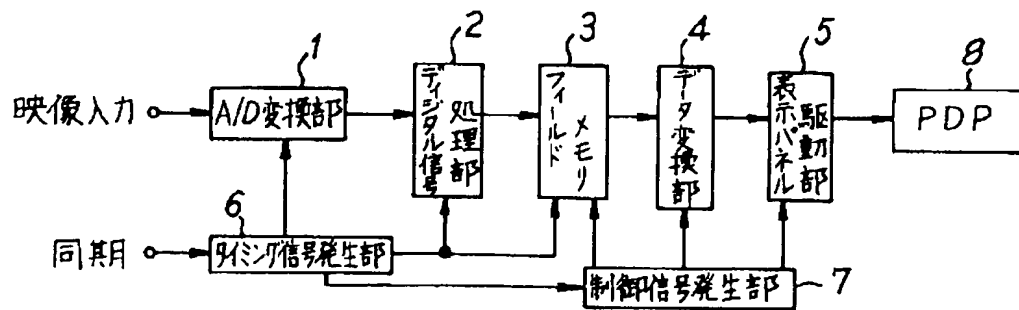 1
2
3
4
5
8
映像入力
A/D変換部
ディジタル信号
処理部
フィールド
メモリ
データ変換部
表示パネル
駆動部
PDP
6
同期
タイミング信号発生部
制御信号発生部
7